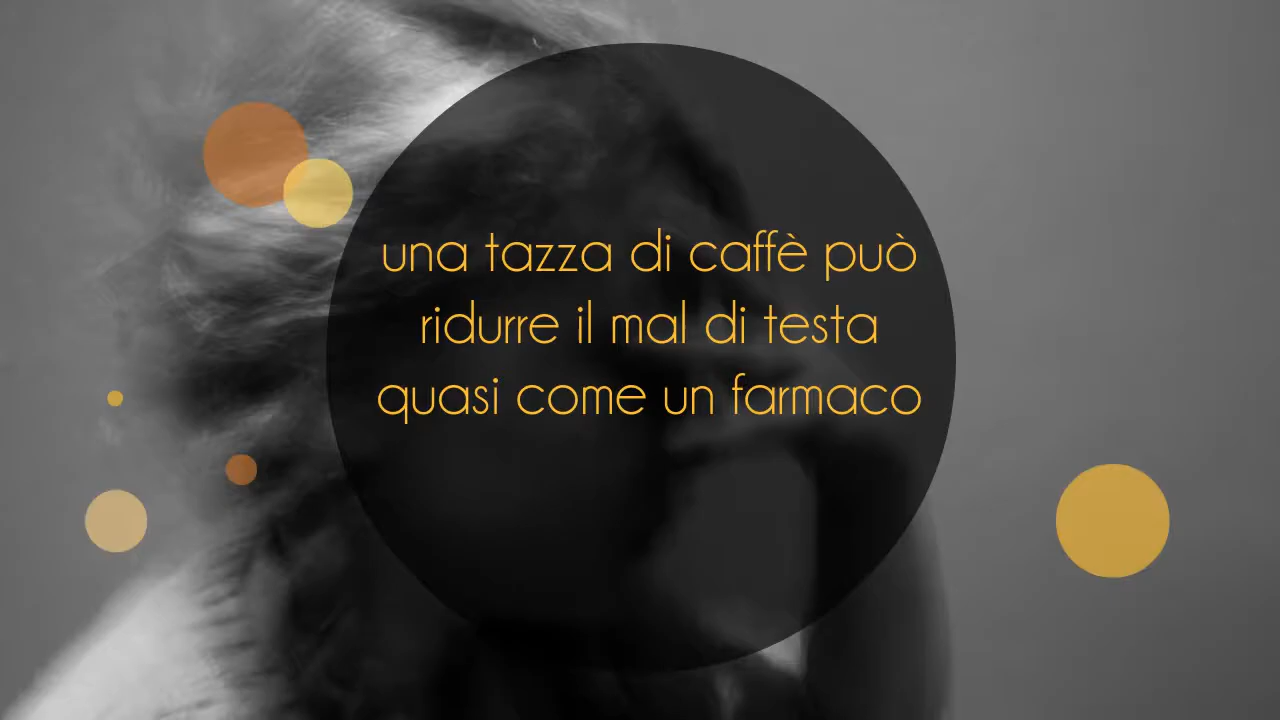 una tazza di caffè può
ridurre il mal di testa
quasi come un farmaco